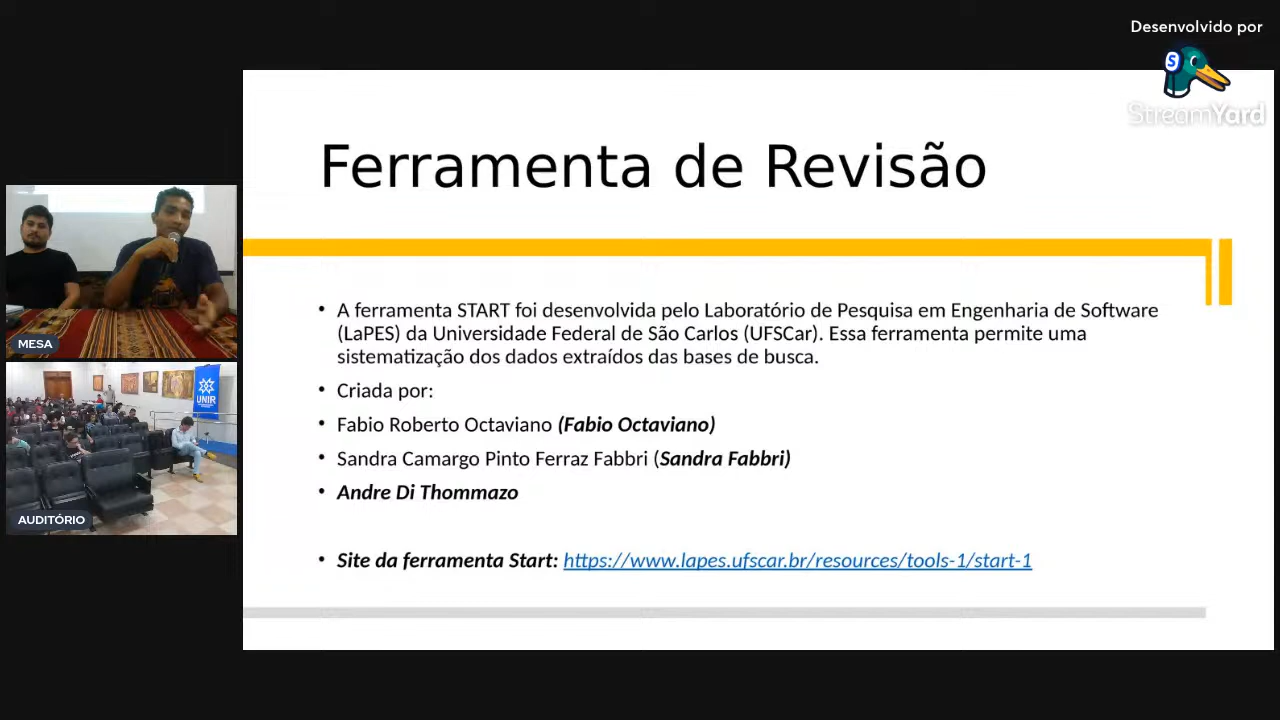 Desenvolvido por
S
StreamYard
Ferramenta de Revisão
• A ferramenta START foi desenvolvida pelo Laboratório de Pesquisa em Engenharia de Software
(LaPES) da Universidade Federal de São Carlos (UFSCar). Essa ferramenta permite uma
sistematização dos dados extraídos das bases de busca.
• Criada por:
• Fabio Roberto Octaviano (Fabio Octaviano)
• Sandra Camargo Pinto Ferraz Fabbri (Sandra Fabbri)
• Andre Di Thommazo
• Site da ferramenta Start: https://www.lapes.ufscar.br/resources/tools-1/start-1
MESA
UNIR
AUDITÓRIO